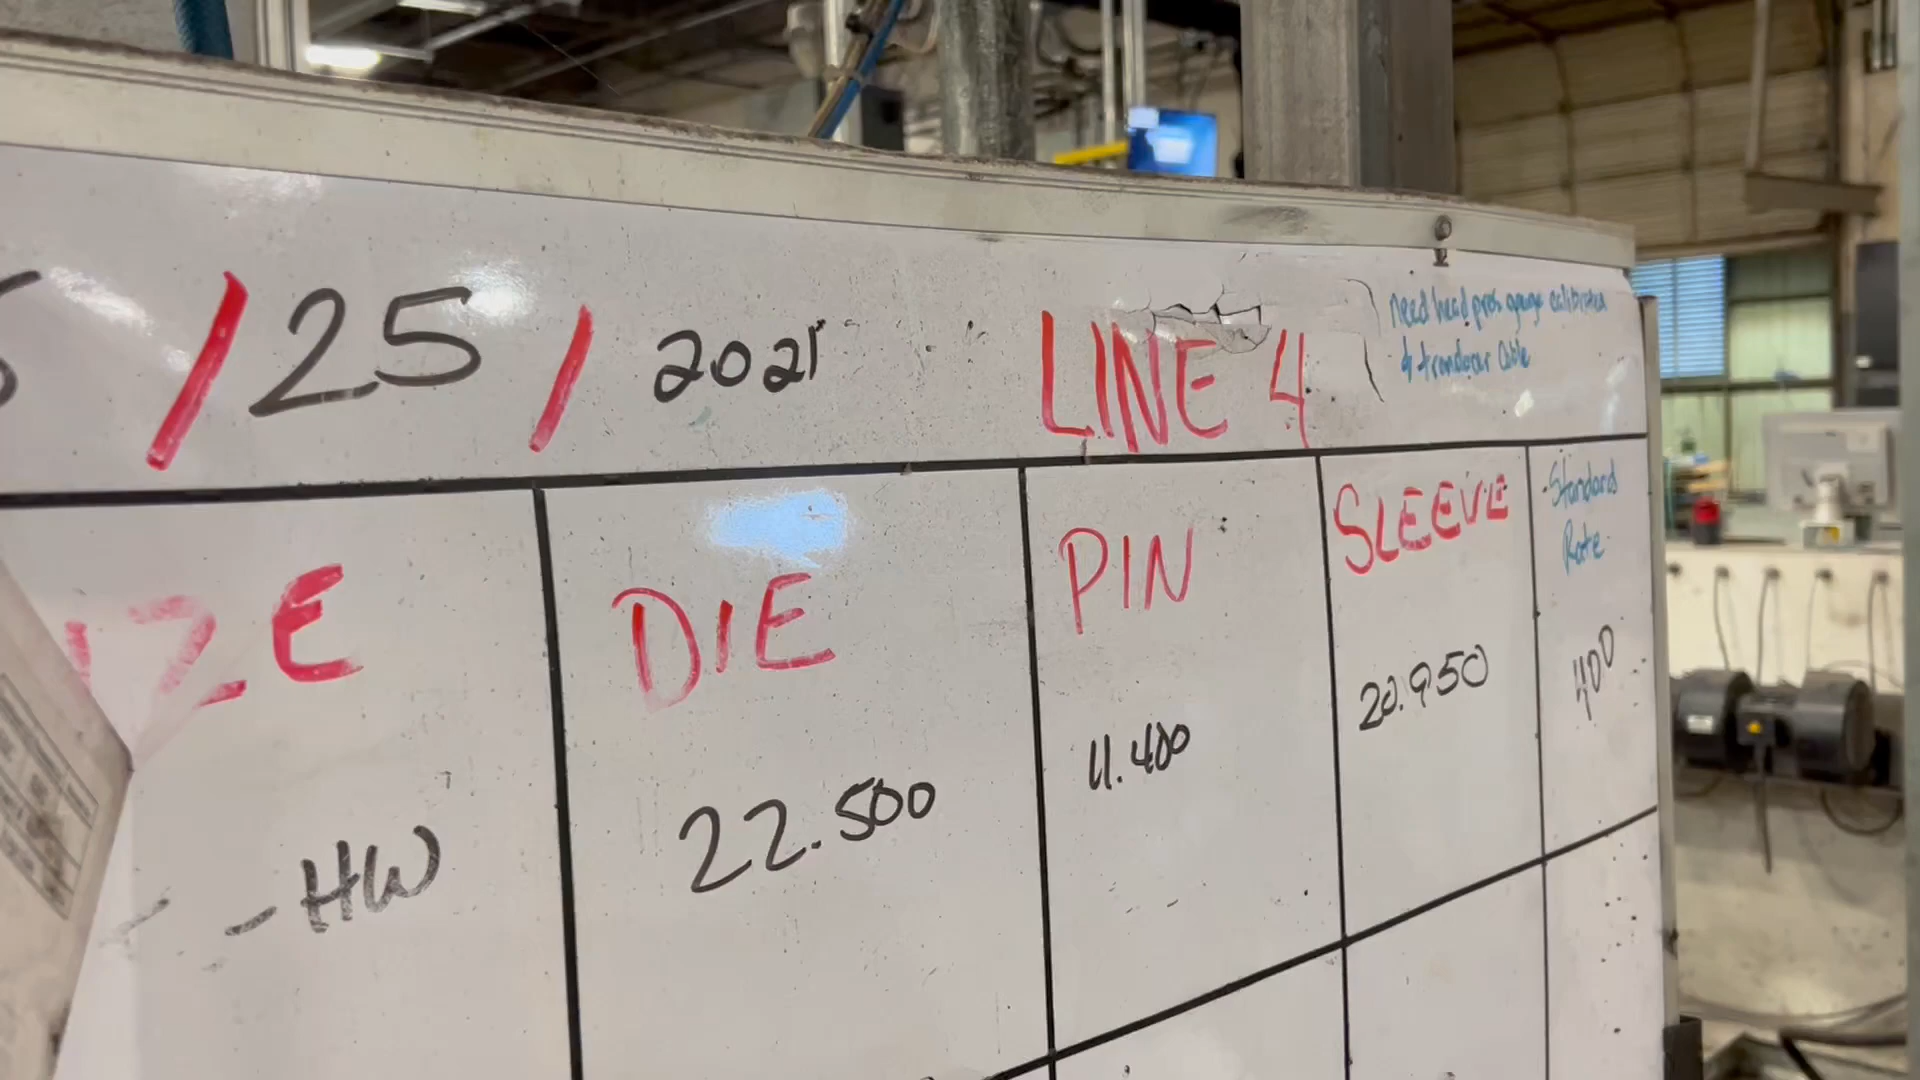 /25/2021 LINE 4
Need head pres gauge calibrated
& transducer cable
IZE DIE PIN SLEEVE Standard
Rate
-HW 22.500 11.400 20.950 400